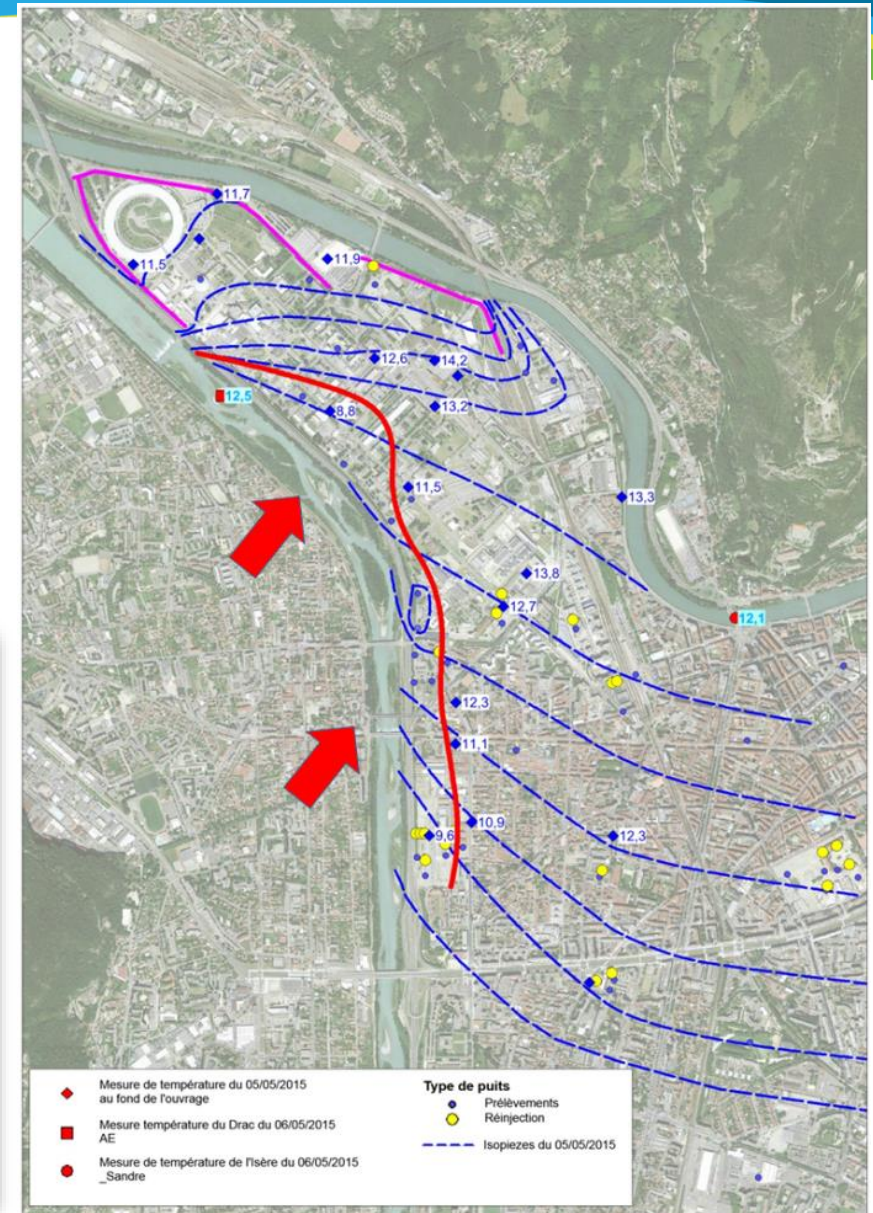 11,7
11,5
11,9
12,6
14,2
12,5
8,8
13,2
11,5
13,3
13,8
12,7
12,1
12,3
11,1
10,9
9,6
12,3
Mesure de température du 05/05/2015
au fond de l'ouvrage
Mesure température du Drac du 06/05/2015
AE
Mesure de température de l'Isère du 06/05/2015
_Sandre
Type de puits
Prélèvements
Réinjection
Isopiezes du 05/05/2015